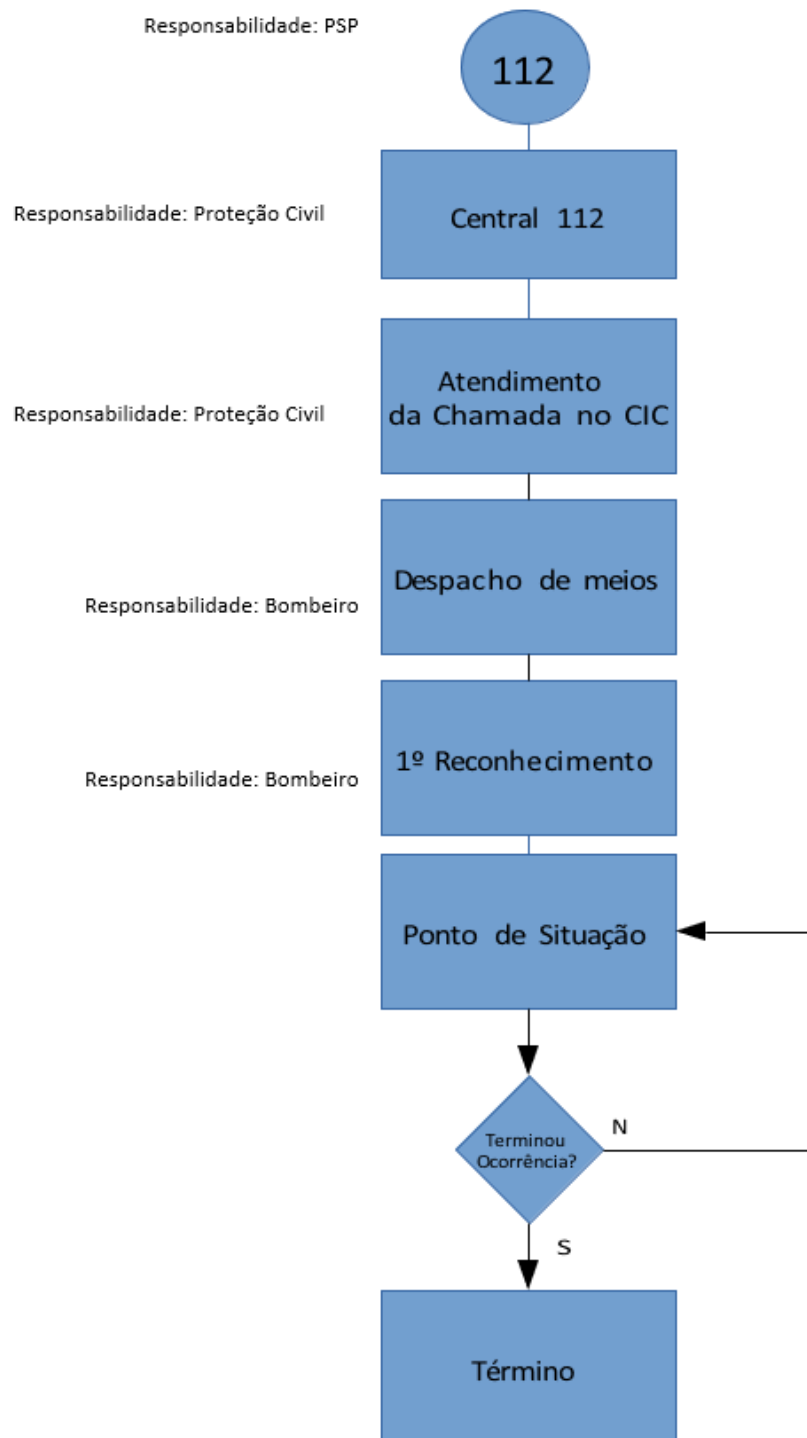 Responsabilidade: PSP
112
Responsabilidade: Proteção Civil
Central 112
Atendimento
da Chamada no CIC
Responsabilidade: Proteção Civil
Despacho de meios
Responsabilidade: Bombeiro
1º Reconhecimento
Responsabilidade: Bombeiro
Ponto de Situação
N
Terminou
Ocorrência?
S
Término